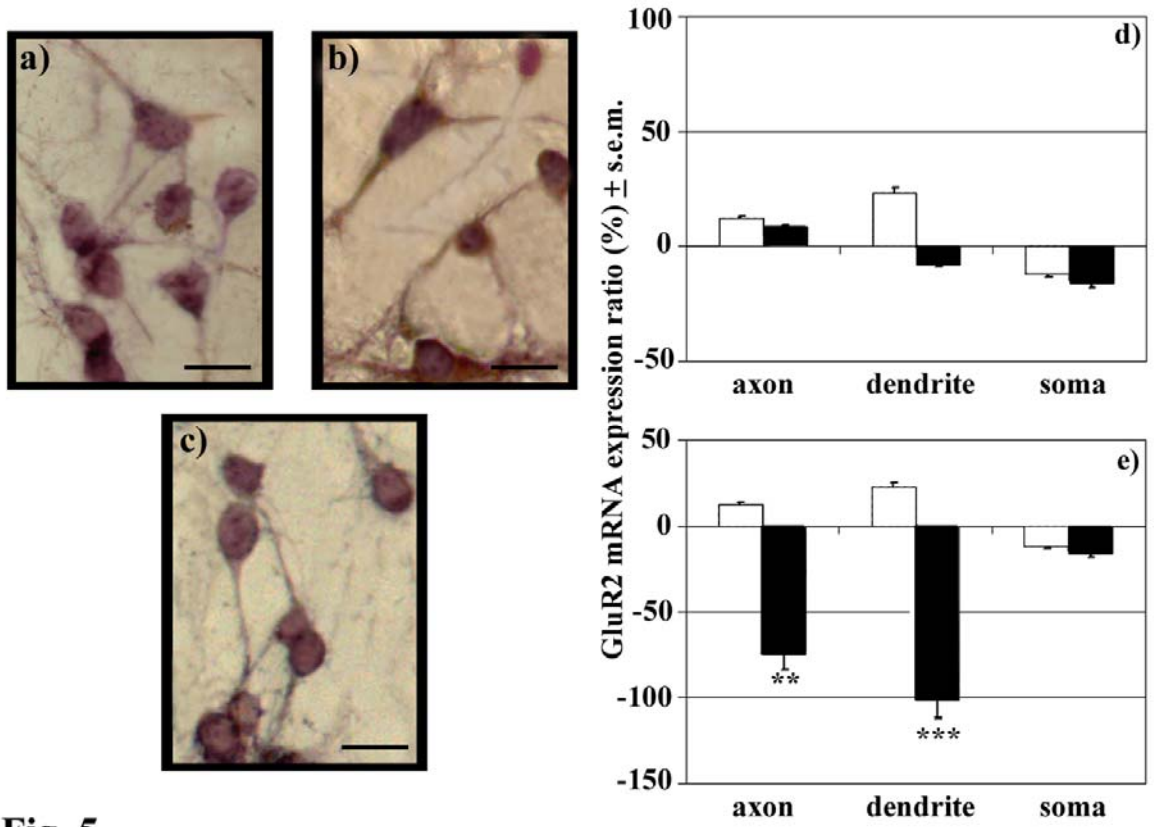 a)
b)
c)
GluR2 mRNA expression ratio (%) ± s.e.m.
100
d)
50
0
-50
axon dendrite soma
50
e)
0
-50
**
-100
***
-150
axon dendrite soma
Fig. 5